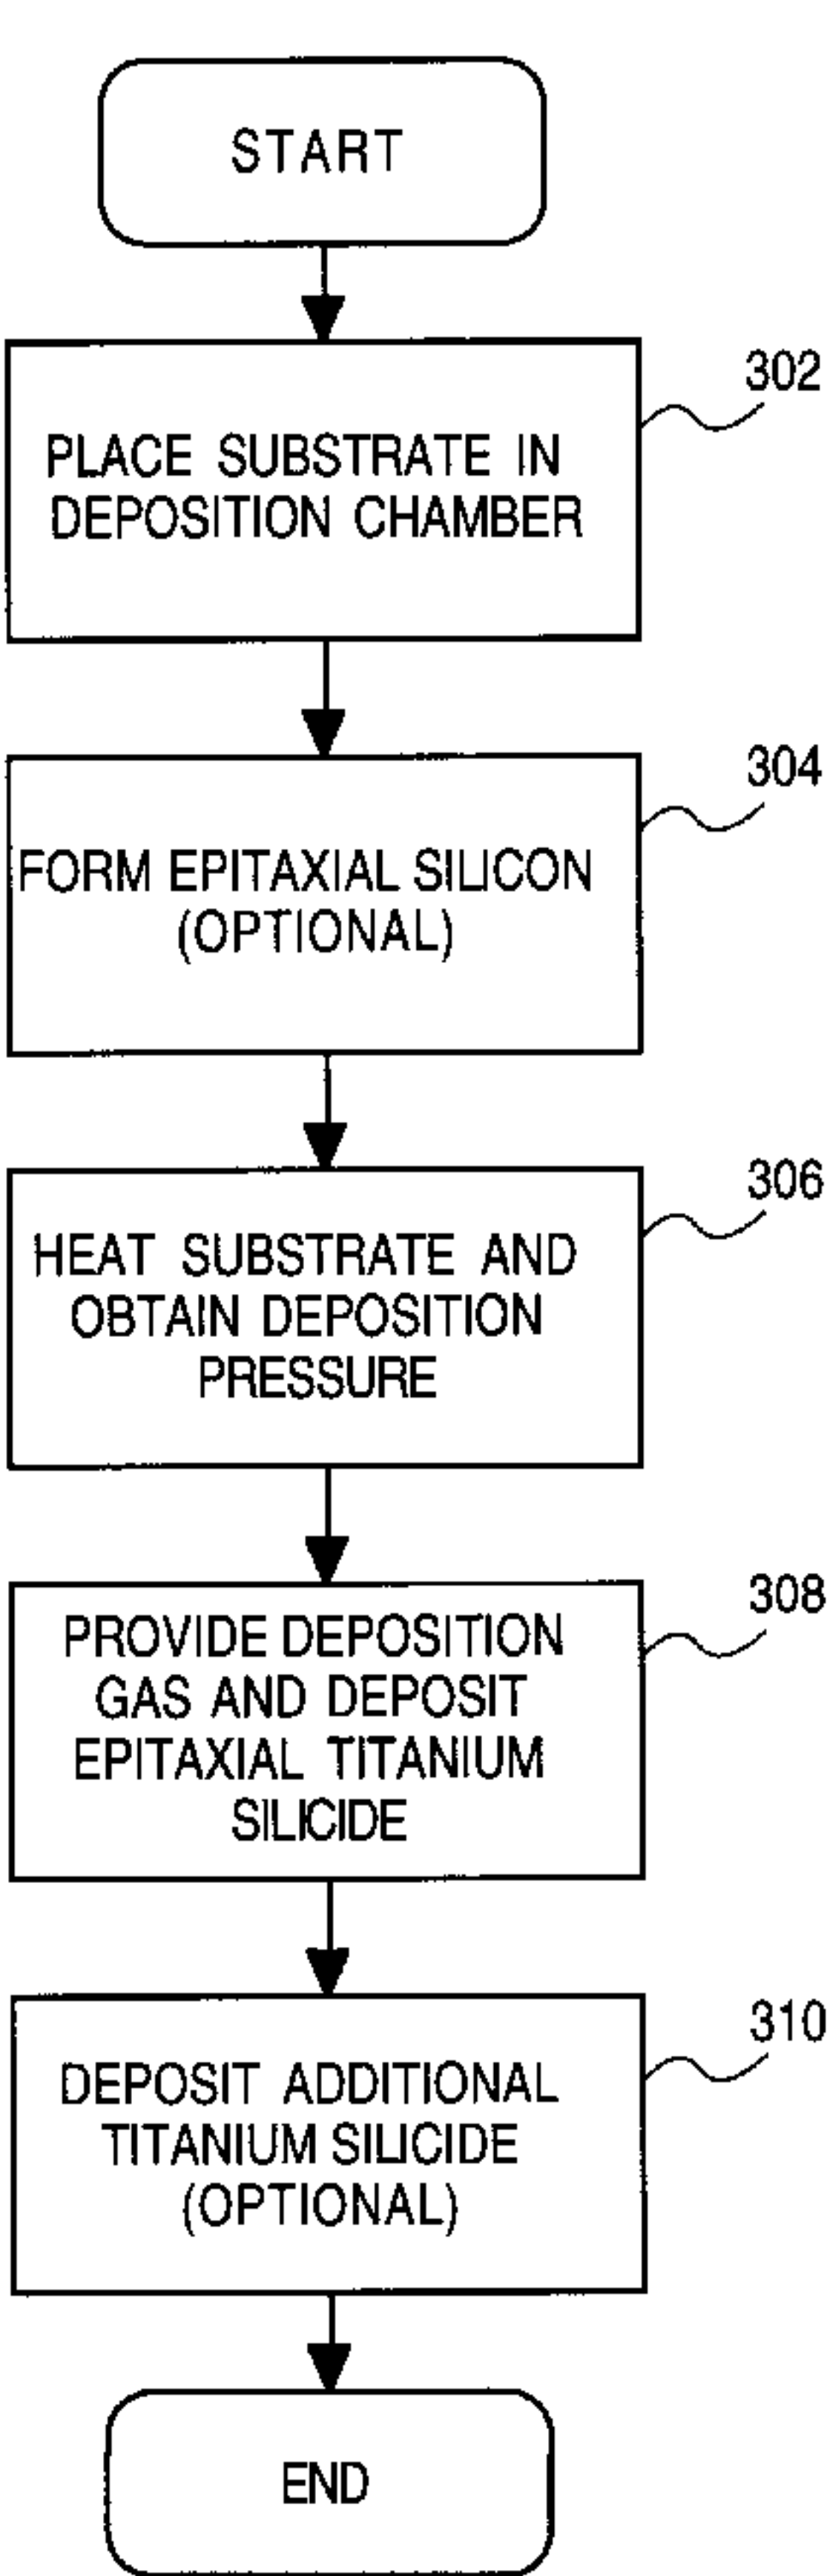 START
302
PLACE SUBSTRATE IN
DEPOSITION CHAMBER
304
FORM EPITAXIAL SILICON
(OPTIONAL)
306
HEAT SUBSTRATE AND
OBTAIN DEPOSITION
PRESSURE
308
PROVIDE DEPOSITION
GAS AND DEPOSIT
EPITAXIAL TITANIUM
SILICIDE
310
DEPOSIT ADDITIONAL
TITANIUM SILICIDE
(OPTIONAL)
END